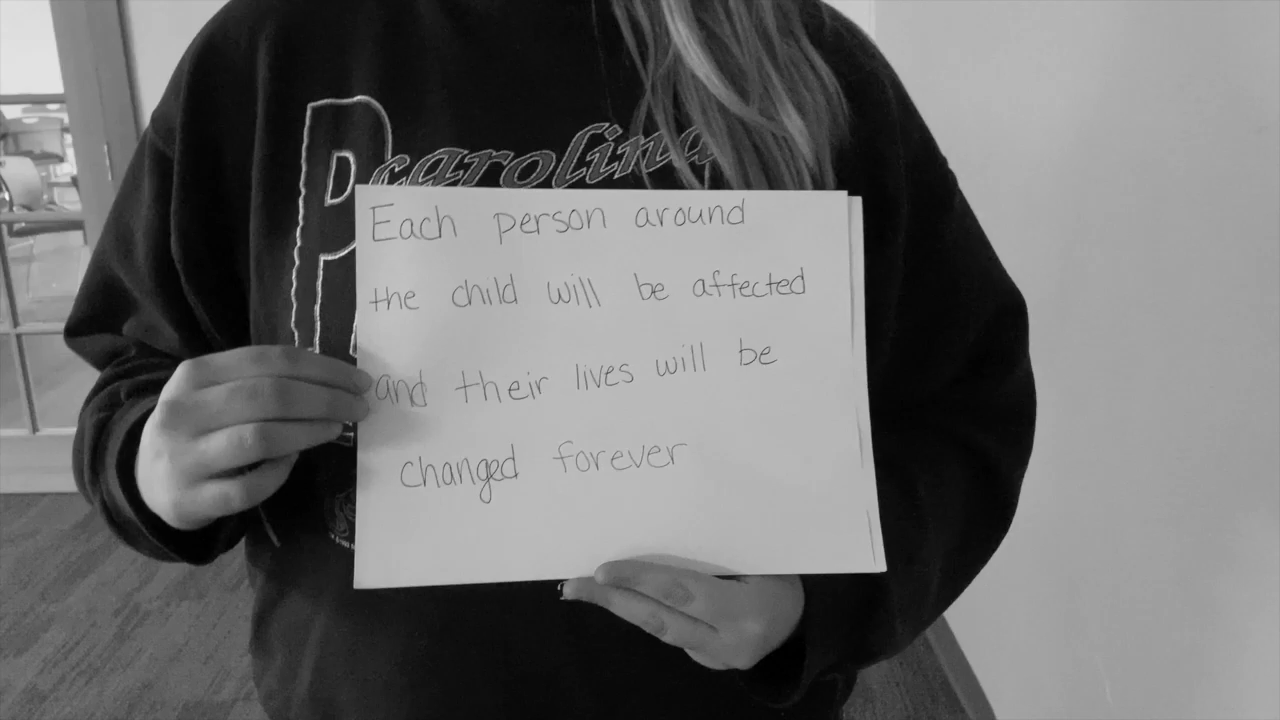 P
carolina
Each person around
the child will be affected
and their lives will be
changed forever